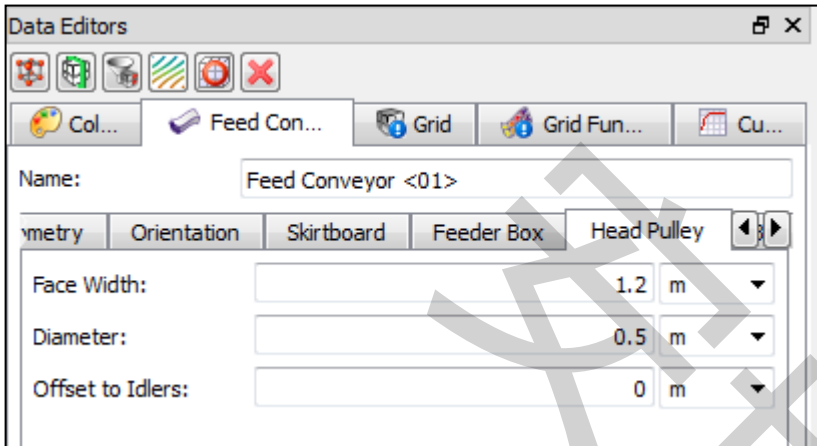 Data Editors
Col... Feed Con... Grid Grid Fun... Cu...
Name: Feed Conveyor <01>
metry Orientation Skirtboard Feeder Box Head Pulley
Face Width: 1.2 m
Diameter: 0.5 m
Offset to Idlers: 0 m